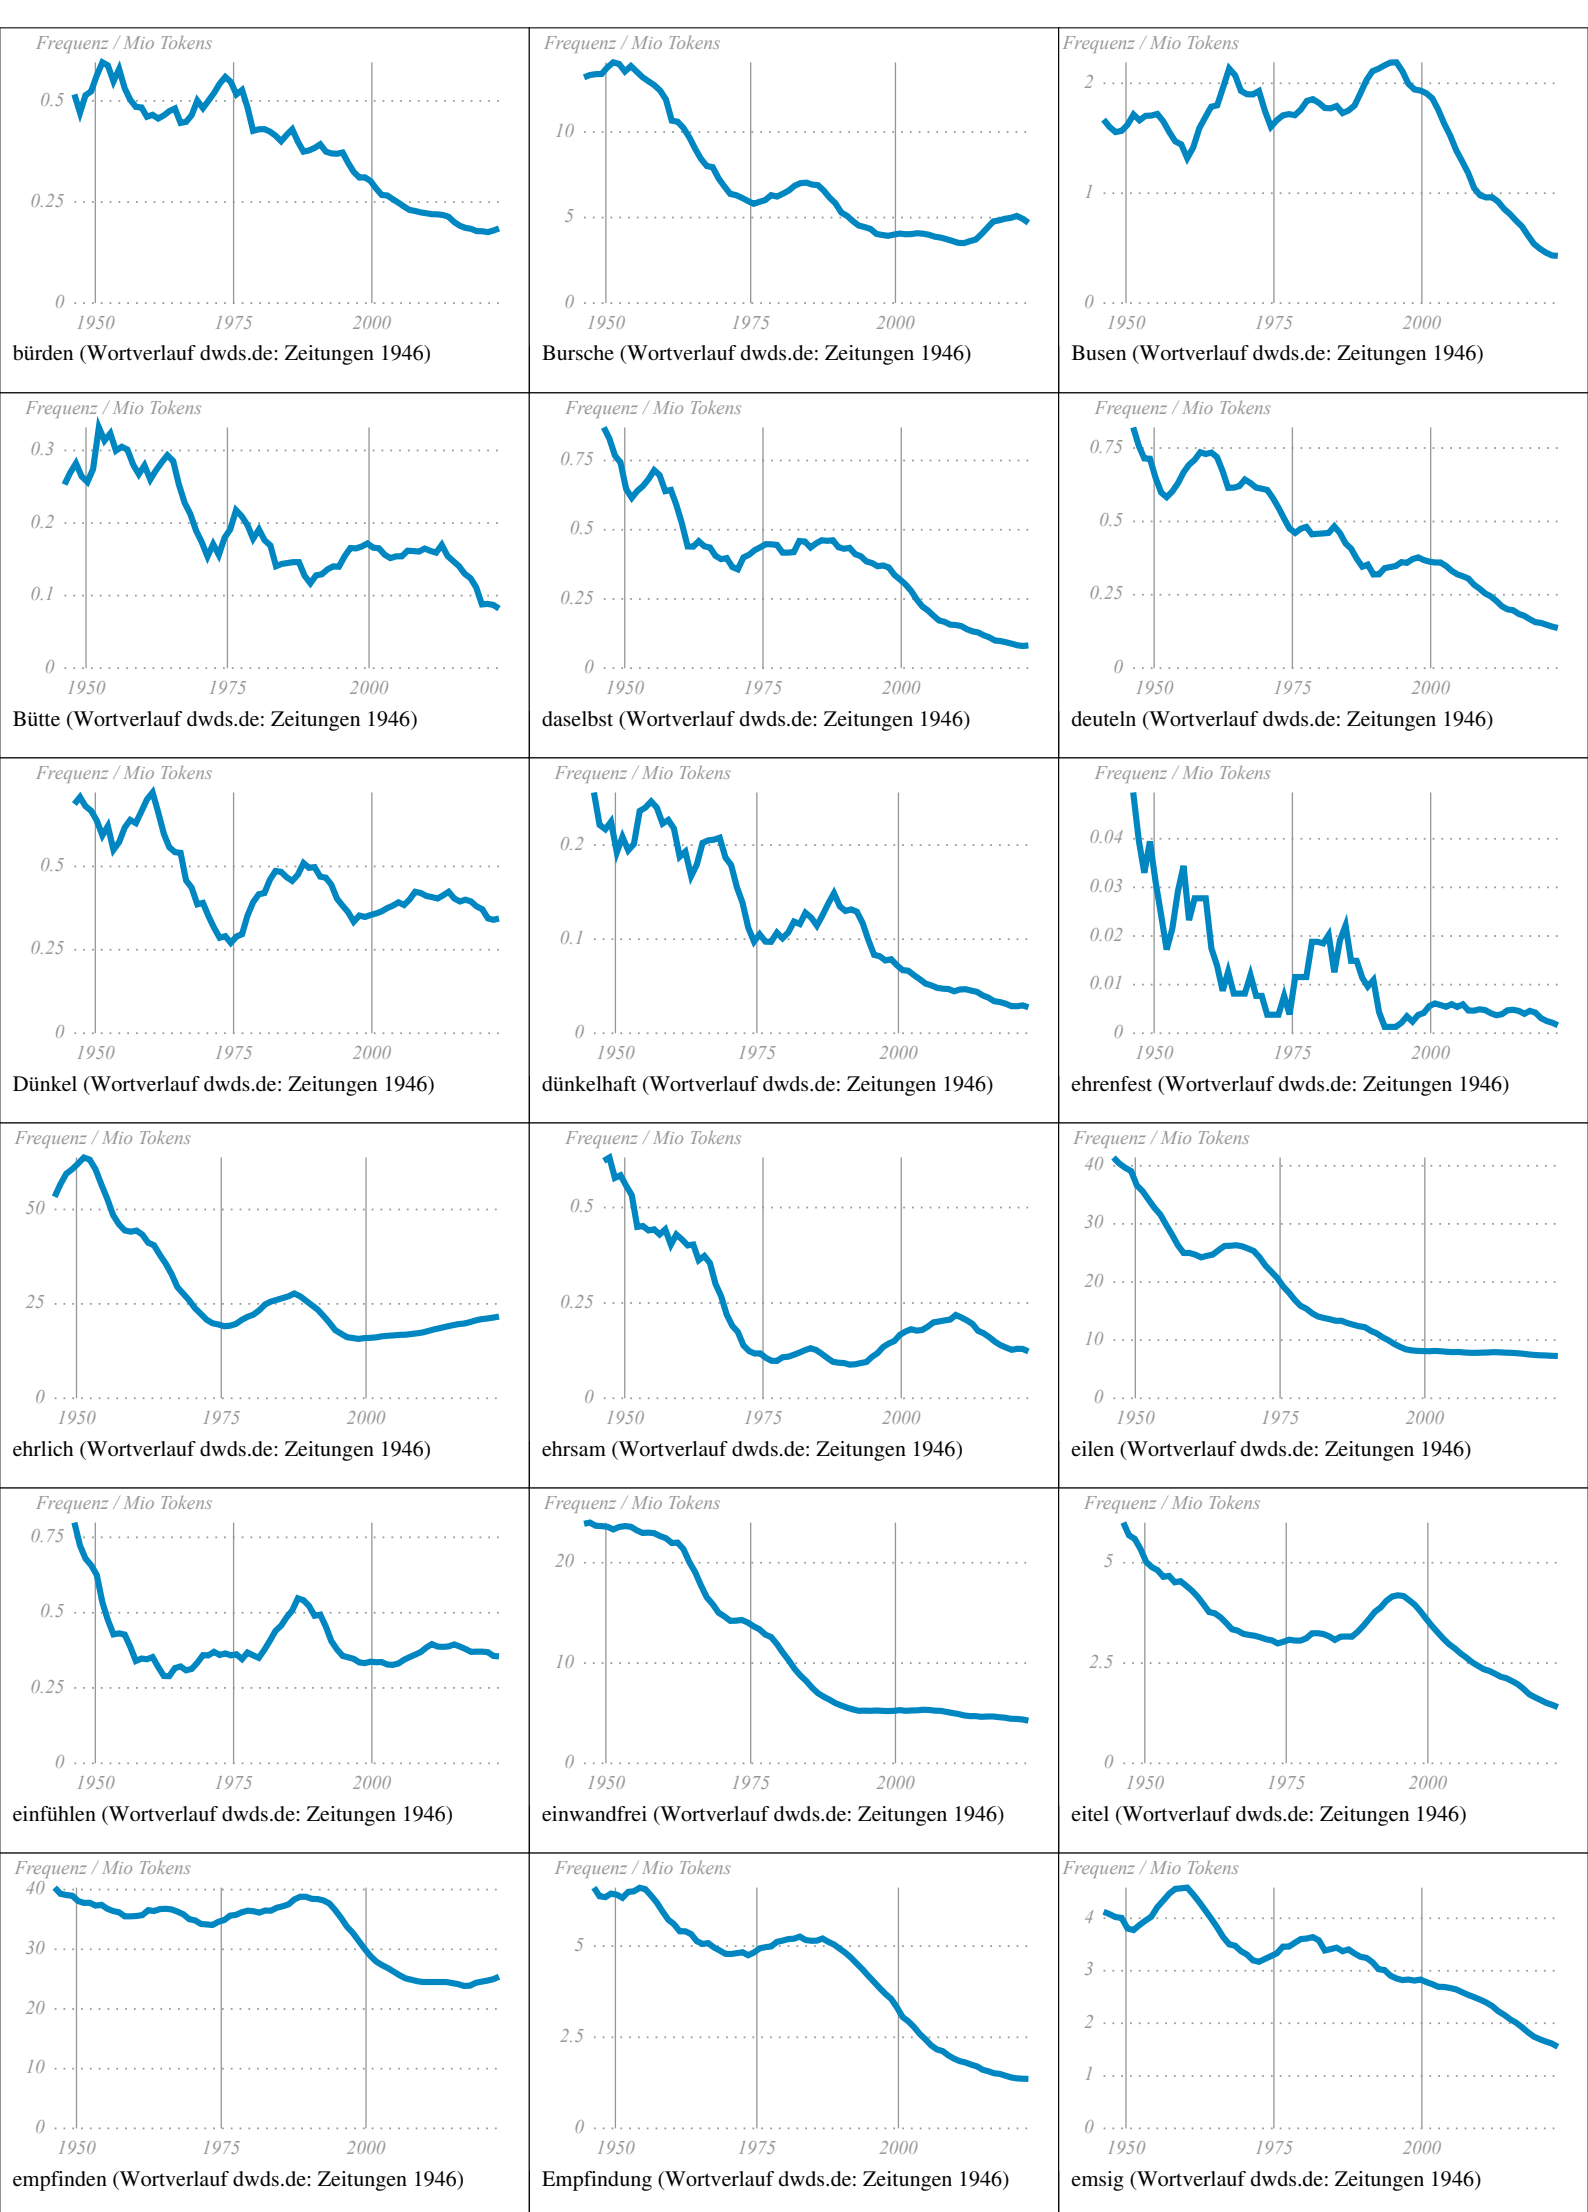 Frequenz / Mio Tokens
0.5
0.25
0
1950 1975 2000
bürden (Wortverlauf dwds.de: Zeitungen 1946)
Frequenz / Mio Tokens
10
5
0
1950 1975 2000
Bursche (Wortverlauf dwds.de: Zeitungen 1946)
Frequenz / Mio Tokens
2
1
0
1950 1975 2000
Busen (Wortverlauf dwds.de: Zeitungen 1946)
Frequenz / Mio Tokens
0.3
0.2
0.1
0
1950 1975 2000
Bütte (Wortverlauf dwds.de: Zeitungen 1946)
Frequenz / Mio Tokens
0.75
0.5
0.25
0
1950 1975 2000
daselbst (Wortverlauf dwds.de: Zeitungen 1946)
Frequenz / Mio Tokens
0.75
0.5
0.25
0
1950 1975 2000
deuteln (Wortverlauf dwds.de: Zeitungen 1946)
Frequenz / Mio Tokens
0.5
0.25
0
1950 1975 2000
Dünkel (Wortverlauf dwds.de: Zeitungen 1946)
Frequenz / Mio Tokens
0.2
0.1
0
1950 1975 2000
dünkelhaft (Wortverlauf dwds.de: Zeitungen 1946)
Frequenz / Mio Tokens
0.04
0.03
0.02
0.01
0
1950 1975 2000
ehrenfest (Wortverlauf dwds.de: Zeitungen 1946)
Frequenz / Mio Tokens
50
25
0
1950 1975 2000
ehrlich (Wortverlauf dwds.de: Zeitungen 1946)
Frequenz / Mio Tokens
0.5
0.25
0
1950 1975 2000
ehrsam (Wortverlauf dwds.de: Zeitungen 1946)
Frequenz / Mio Tokens
40
30
20
10
0
1950 1975 2000
eilen (Wortverlauf dwds.de: Zeitungen 1946)
Frequenz / Mio Tokens
0.75
0.5
0.25
0
1950 1975 2000
einfühlen (Wortverlauf dwds.de: Zeitungen 1946)
Frequenz / Mio Tokens
20
10
0
1950 1975 2000
einwandfrei (Wortverlauf dwds.de: Zeitungen 1946)
Frequenz / Mio Tokens
5
2.5
0
1950 1975 2000
eitel (Wortverlauf dwds.de: Zeitungen 1946)
Frequenz / Mio Tokens
40
30
20
10
0
1950 1975 2000
empfinden (Wortverlauf dwds.de: Zeitungen 1946)
Frequenz / Mio Tokens
5
2.5
0
1950 1975 2000
Empfindung (Wortverlauf dwds.de: Zeitungen 1946)
Frequenz / Mio Tokens
4
3
2
1
0
1950 1975 2000
emsig (Wortverlauf dwds.de: Zeitungen 1946)